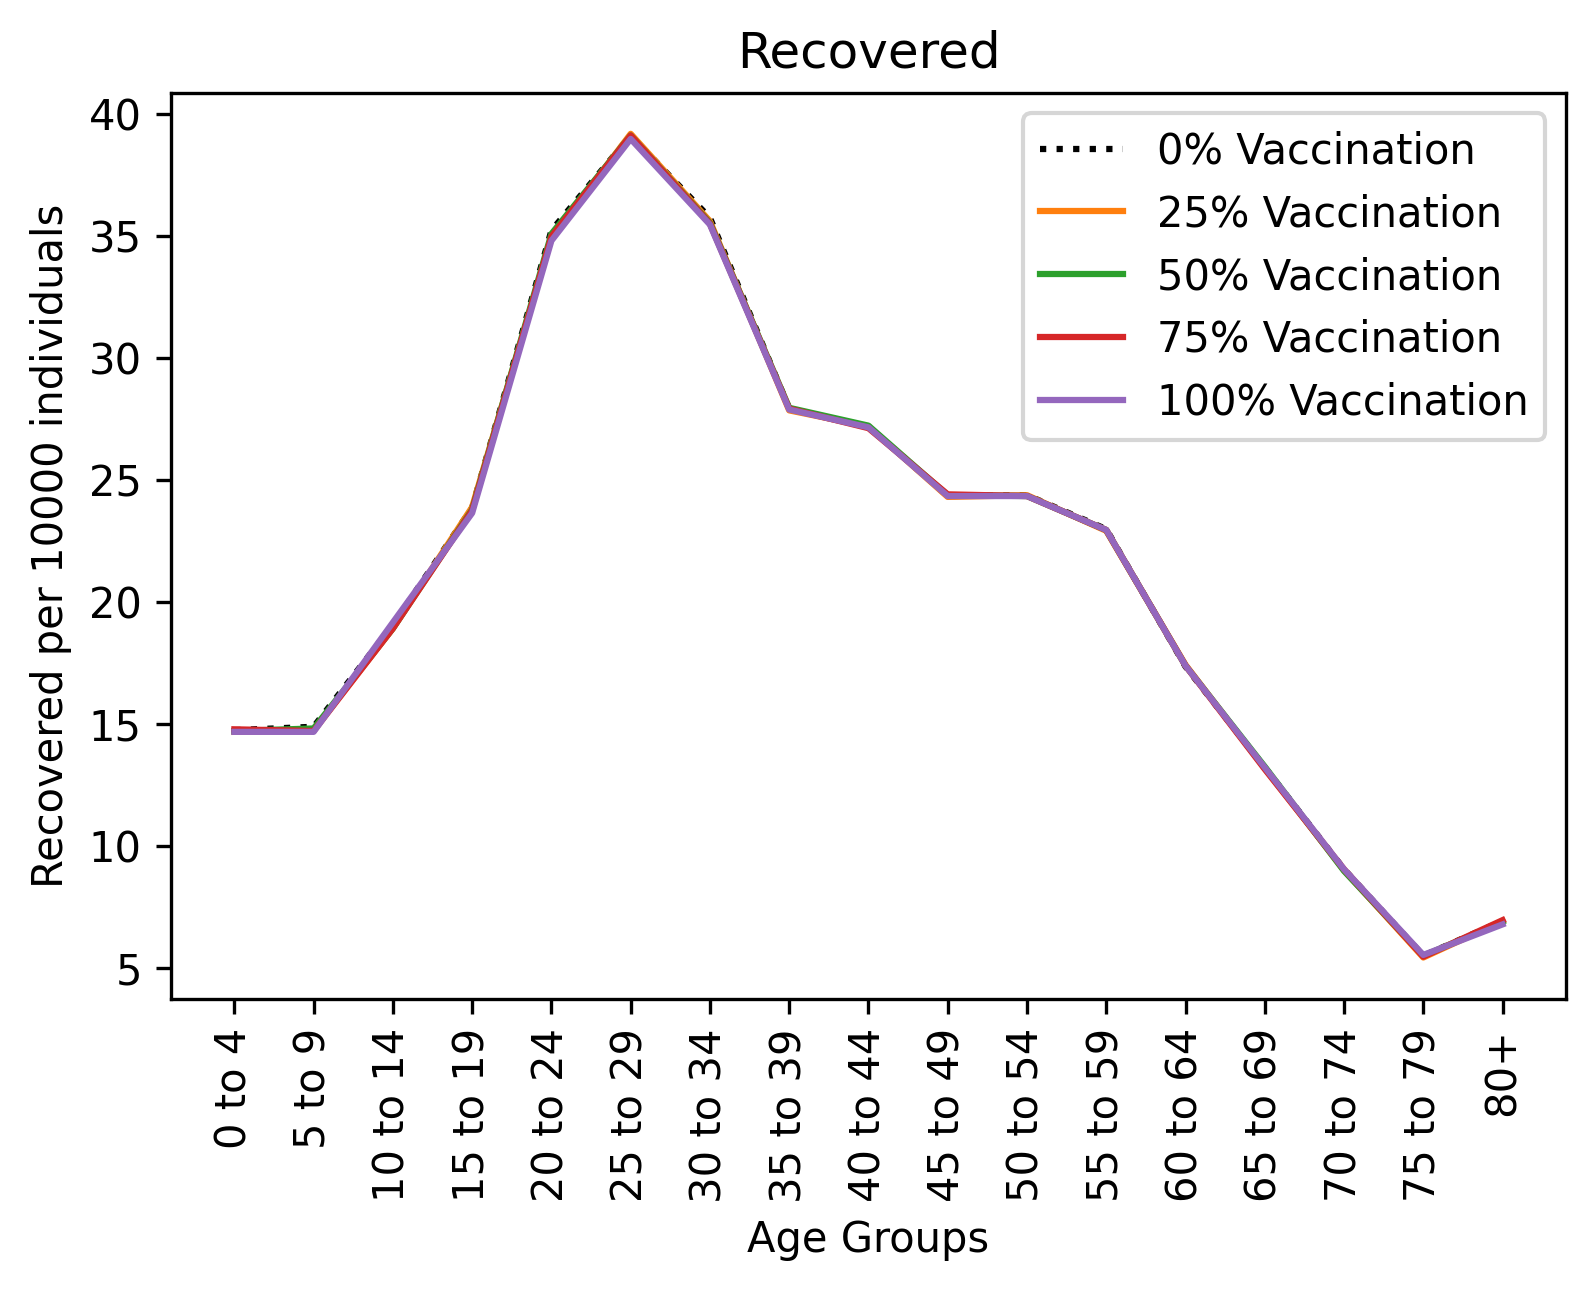 Recovered
40
35
30
25
20
15
10
5
Recovered per 10000 individuals
0% Vaccination
25% Vaccination
50% Vaccination
75% Vaccination
100% Vaccination
0 to 4
5 to 9
10 to 14
15 to 19
20 to 24
25 to 29
30 to 34
35 to 39
40 to 44
45 to 49
50 to 54
55 to 59
60 to 64
65 to 69
70 to 74
75 to 79
80+
Age Groups